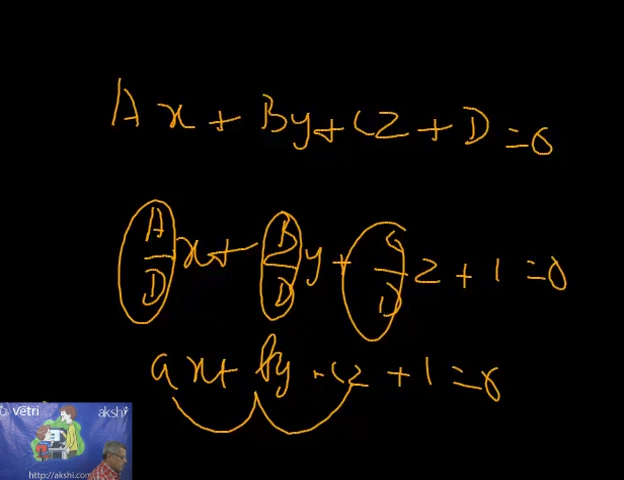 Ax + By + Cz + D = 0
A/D x + B/D y + C/D z + 1 = 0
ax + by + cz + 1 = 0
Vetri akshi
http://akshi.com